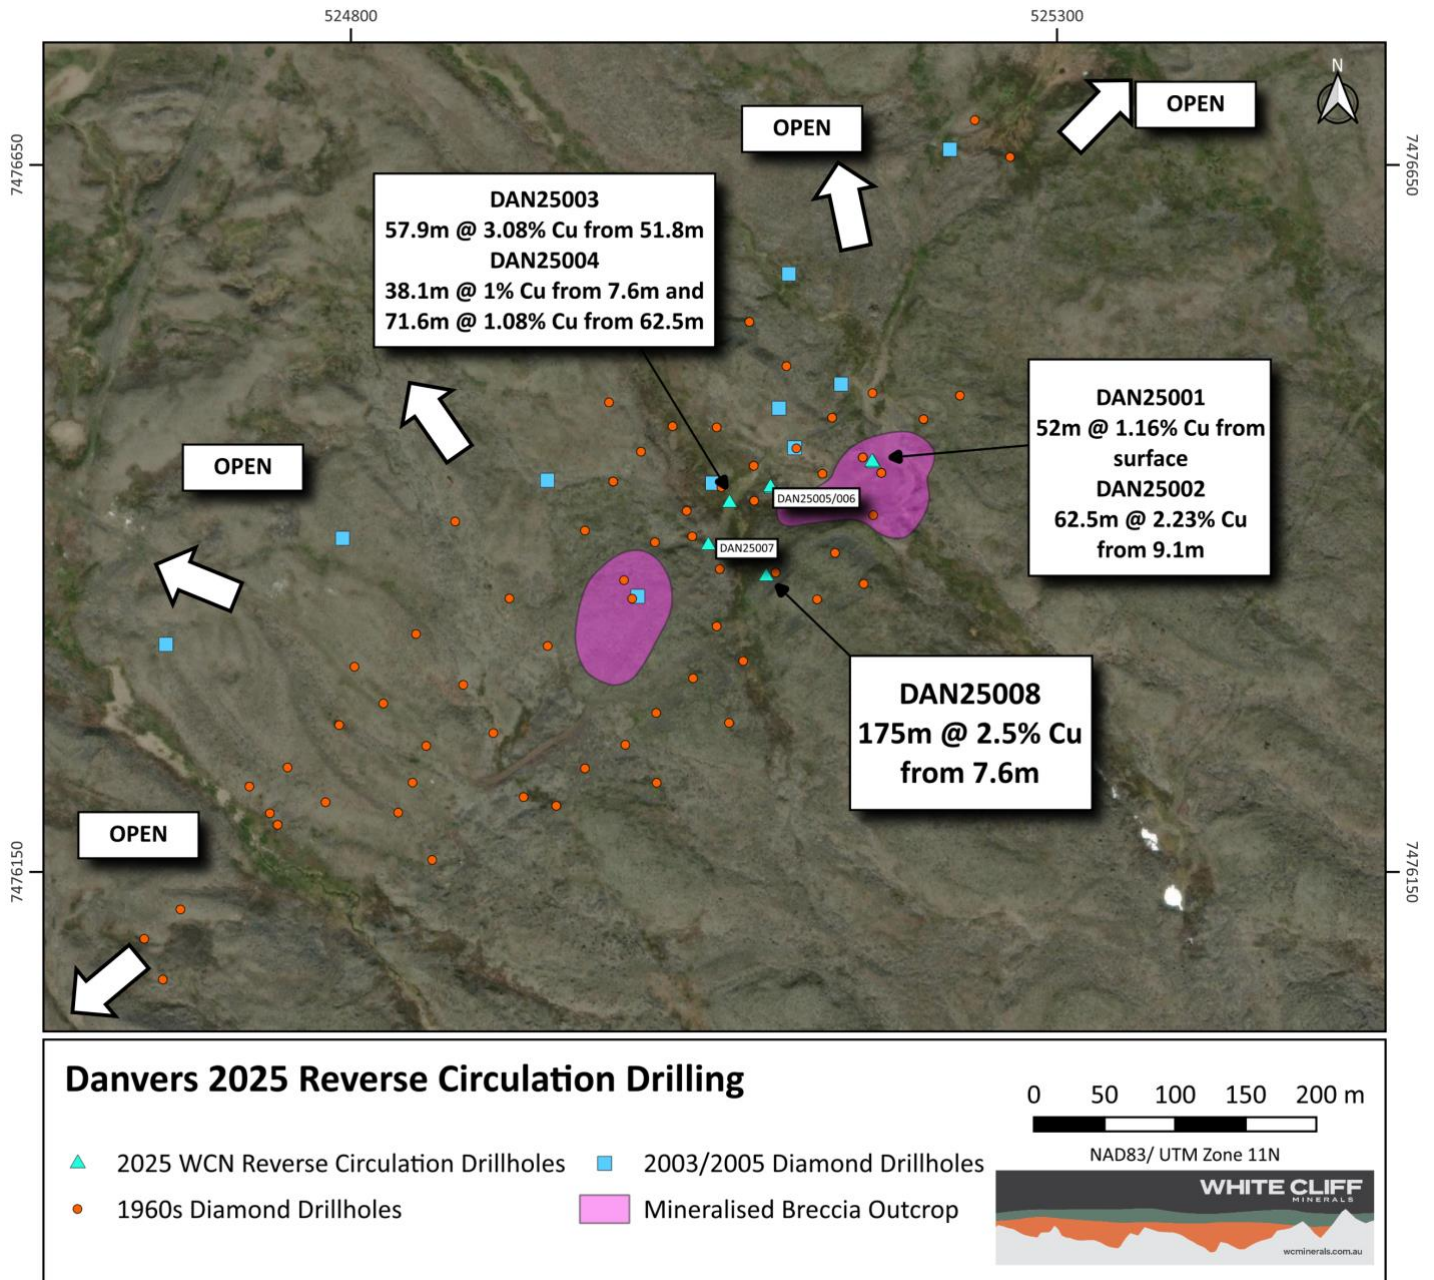 524800
525300
N
OPEN
OPEN
7476650
7476650
DAN25003
57.9m @ 3.08% Cu from 51.8m
DAN25004
38.1m @ 1% Cu from 7.6m and
71.6m @ 1.08% Cu from 62.5m
DAN25001
52m @ 1.16% Cu from
surface
DAN25002
62.5m @ 2.23% Cu
from 9.1m
OPEN
DAN25005/006
DAN25007
DAN25008
175m @ 2.5% Cu
from 7.6m
OPEN
7476150
7476150
Danvers 2025 Reverse Circulation Drilling
2025 WCN Reverse Circulation Drillholes
1960s Diamond Drillholes
2003/2005 Diamond Drillholes
Mineralised Breccia Outcrop
0 50 100 150 200 m
NAD83/ UTM Zone 11N
WHITE CLIFF
MINERALS
wcminerals.com.au